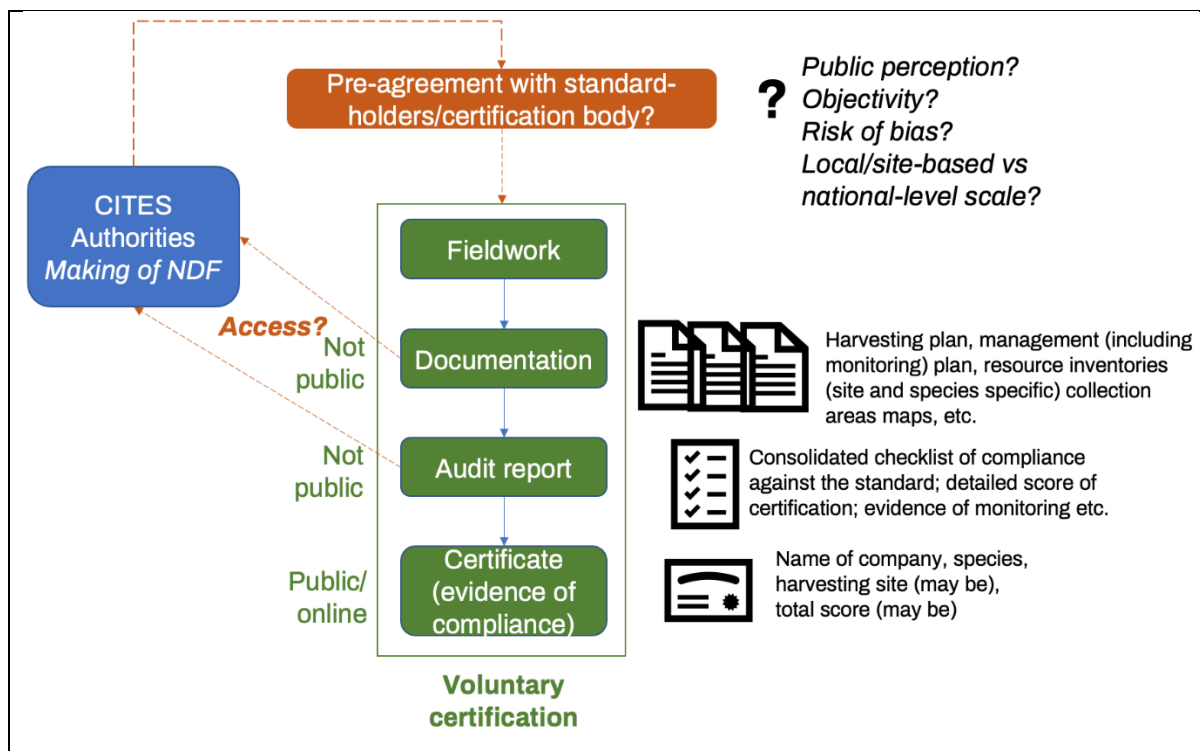 Pre-agreement with standard-
holders/certification body?
?
Public perception?
Objectivity?
Risk of bias?
Local/site-based vs
national-level scale?
CITES
Authorities
Making of NDF
Access?
Fieldwork
Not
public
Documentation
Harvesting plan, management (including
monitoring) plan, resource inventories
(site and species specific) collection
areas maps, etc.
Not
public
Audit report
Consolidated checklist of compliance
against the standard; detailed score of
certification; evidence of monitoring etc.
Public/
online
Certificate
(evidence of
compliance)
Name of company, species,
harvesting site (may be),
total score (may be)
Voluntary
certification